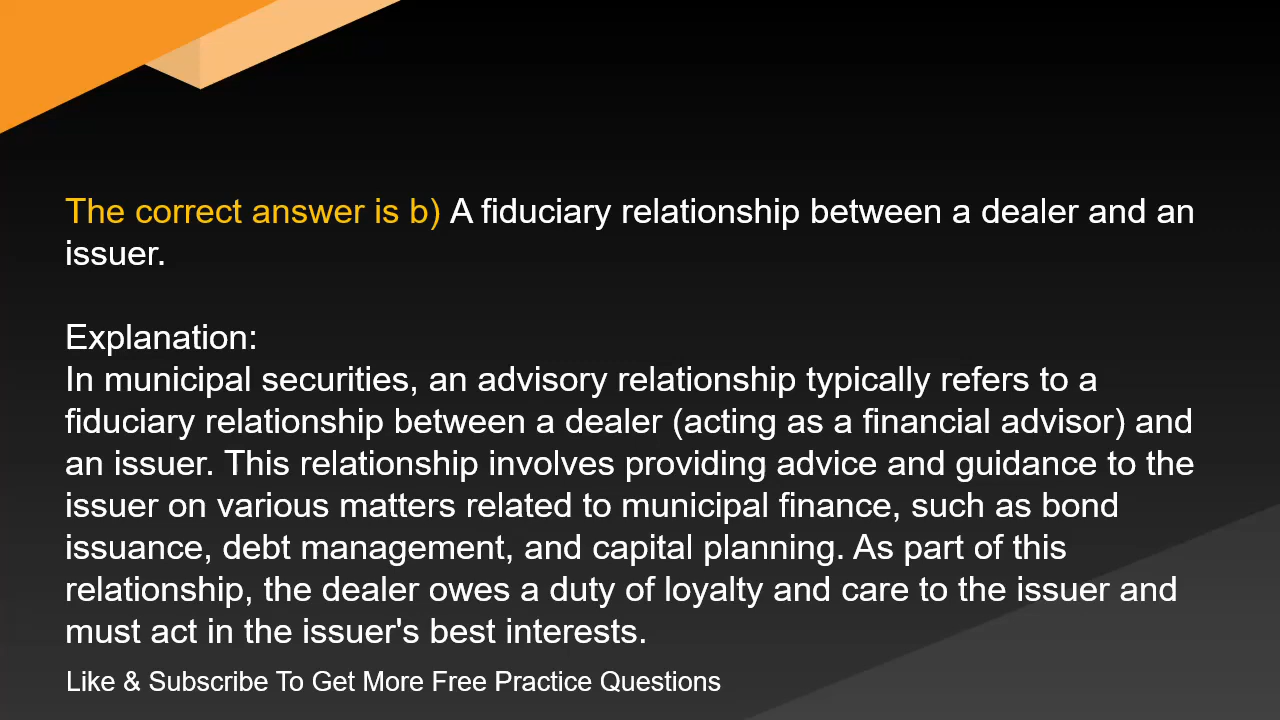 The correct answer is b) A fiduciary relationship between a dealer and an
issuer.
Explanation:
In municipal securities, an advisory relationship typically refers to a
fiduciary relationship between a dealer (acting as a financial advisor) and
an issuer. This relationship involves providing advice and guidance to the
issuer on various matters related to municipal finance, such as bond
issuance, debt management, and capital planning. As part of this
relationship, the dealer owes a duty of loyalty and care to the issuer and
must act in the issuer's best interests.
Like & Subscribe To Get More Free Practice Questions